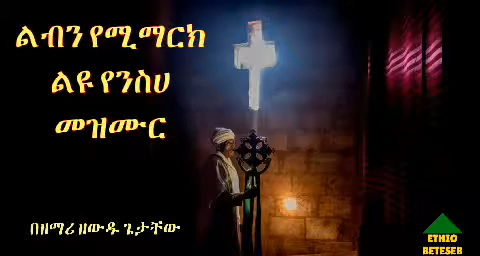 ልብን የሚማርክ
ልዩ የንስሀ
መዝሙር
በዘማሪ ዘውዱ ጌታቸው
ETHIO
BETESEB